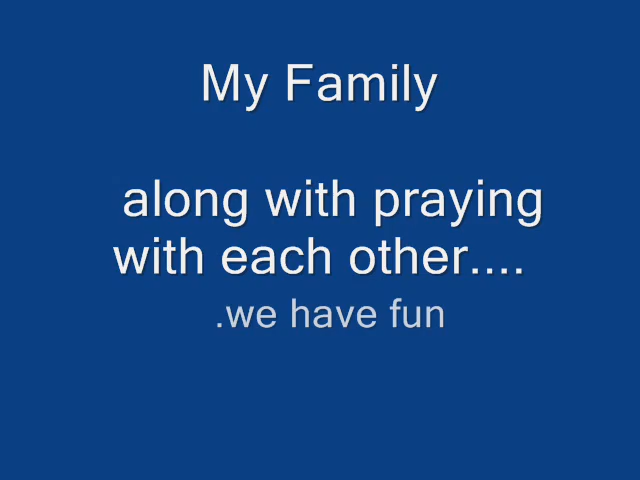 My Family
along with praying
with each other....
.we have fun